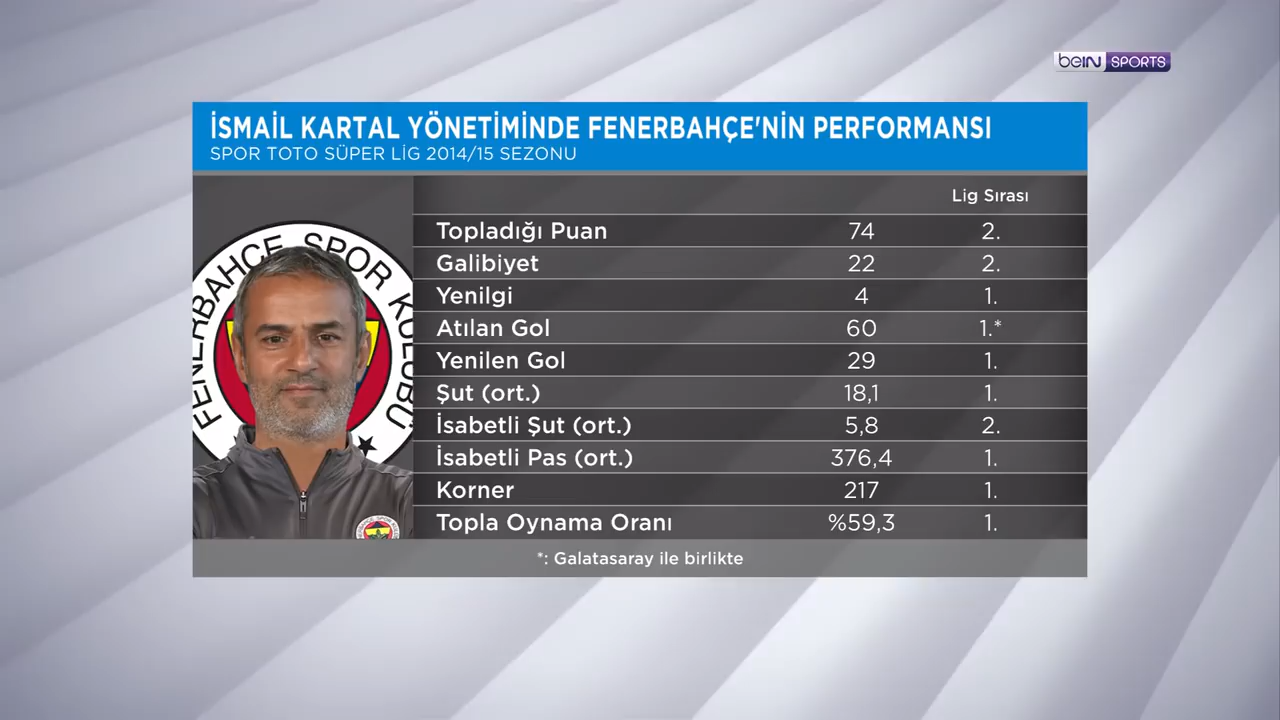 beIN SPORTS
İSMAİL KARTAL YÖNETİMİNDE FENERBAHÇE'NİN PERFORMANSI
SPOR TOTO SÜPER LİG 2014/15 SEZONU
Lig Sırası
Topladığı Puan 74 2.
Galibiyet 22 2.
Yenilgi 4 1.
Atılan Gol 60 1.*
Yenilen Gol 29 1.
Şut (ort.) 18,1 1.
İsabetli Şut (ort.) 5,8 2.
İsabetli Pas (ort.) 376,4 1.
Korner 217 1.
Topla Oynama Oranı %59,3 1.
FENERBAHÇE SPOR KULÜBÜ
*: Galatasaray ile birlikte